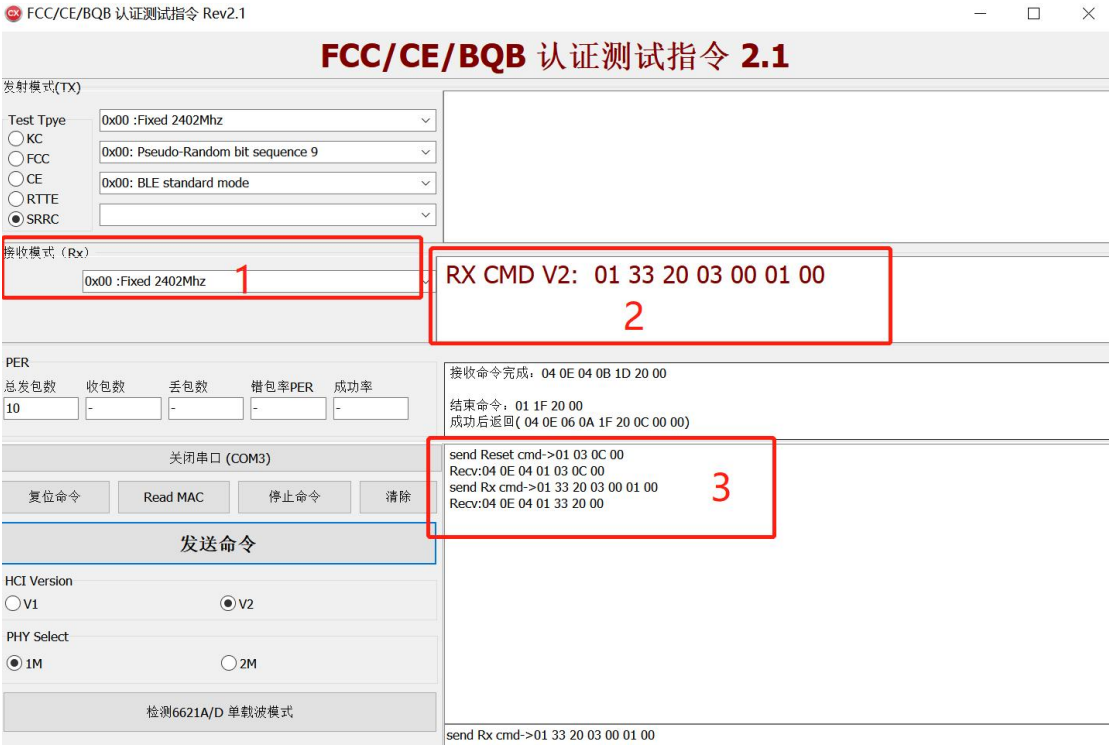 FCC/CE/BQB 认证测试指令 Rev2.1
FCC/CE/BQB 认证测试指令 2.1
发射模式(TX)
Test Tpye
KC
FCC
CE
RTTE
SRRC
0x00 :Fixed 2402Mhz
0x00: Pseudo-Random bit sequence 9
0x00: BLE standard mode
接收模式（Rx）
0x00 :Fixed 2402Mhz
1
RX CMD V2: 01 33 20 03 00 01 00
2
PER
总发包数 收包数 丢包数 错包率PER 成功率
10 - - - -
接收命令完成：04 0E 04 0B 1D 20 00
结束命令：01 1F 20 00
成功后返回( 04 0E 06 0A 1F 20 0C 00 00)
关闭串口 (COM3)
复位命令 Read MAC 停止命令 清除
发送命令
send Reset cmd->01 03 0C 00
Recv:04 0E 04 01 03 0C 00
send Rx cmd->01 33 20 03 00 01 00
Recv:04 0E 04 01 33 20 00
3
HCI Version
V1 V2
PHY Select
1M 2M
检测6621A/D 单载波模式
send Rx cmd->01 33 20 03 00 01 00